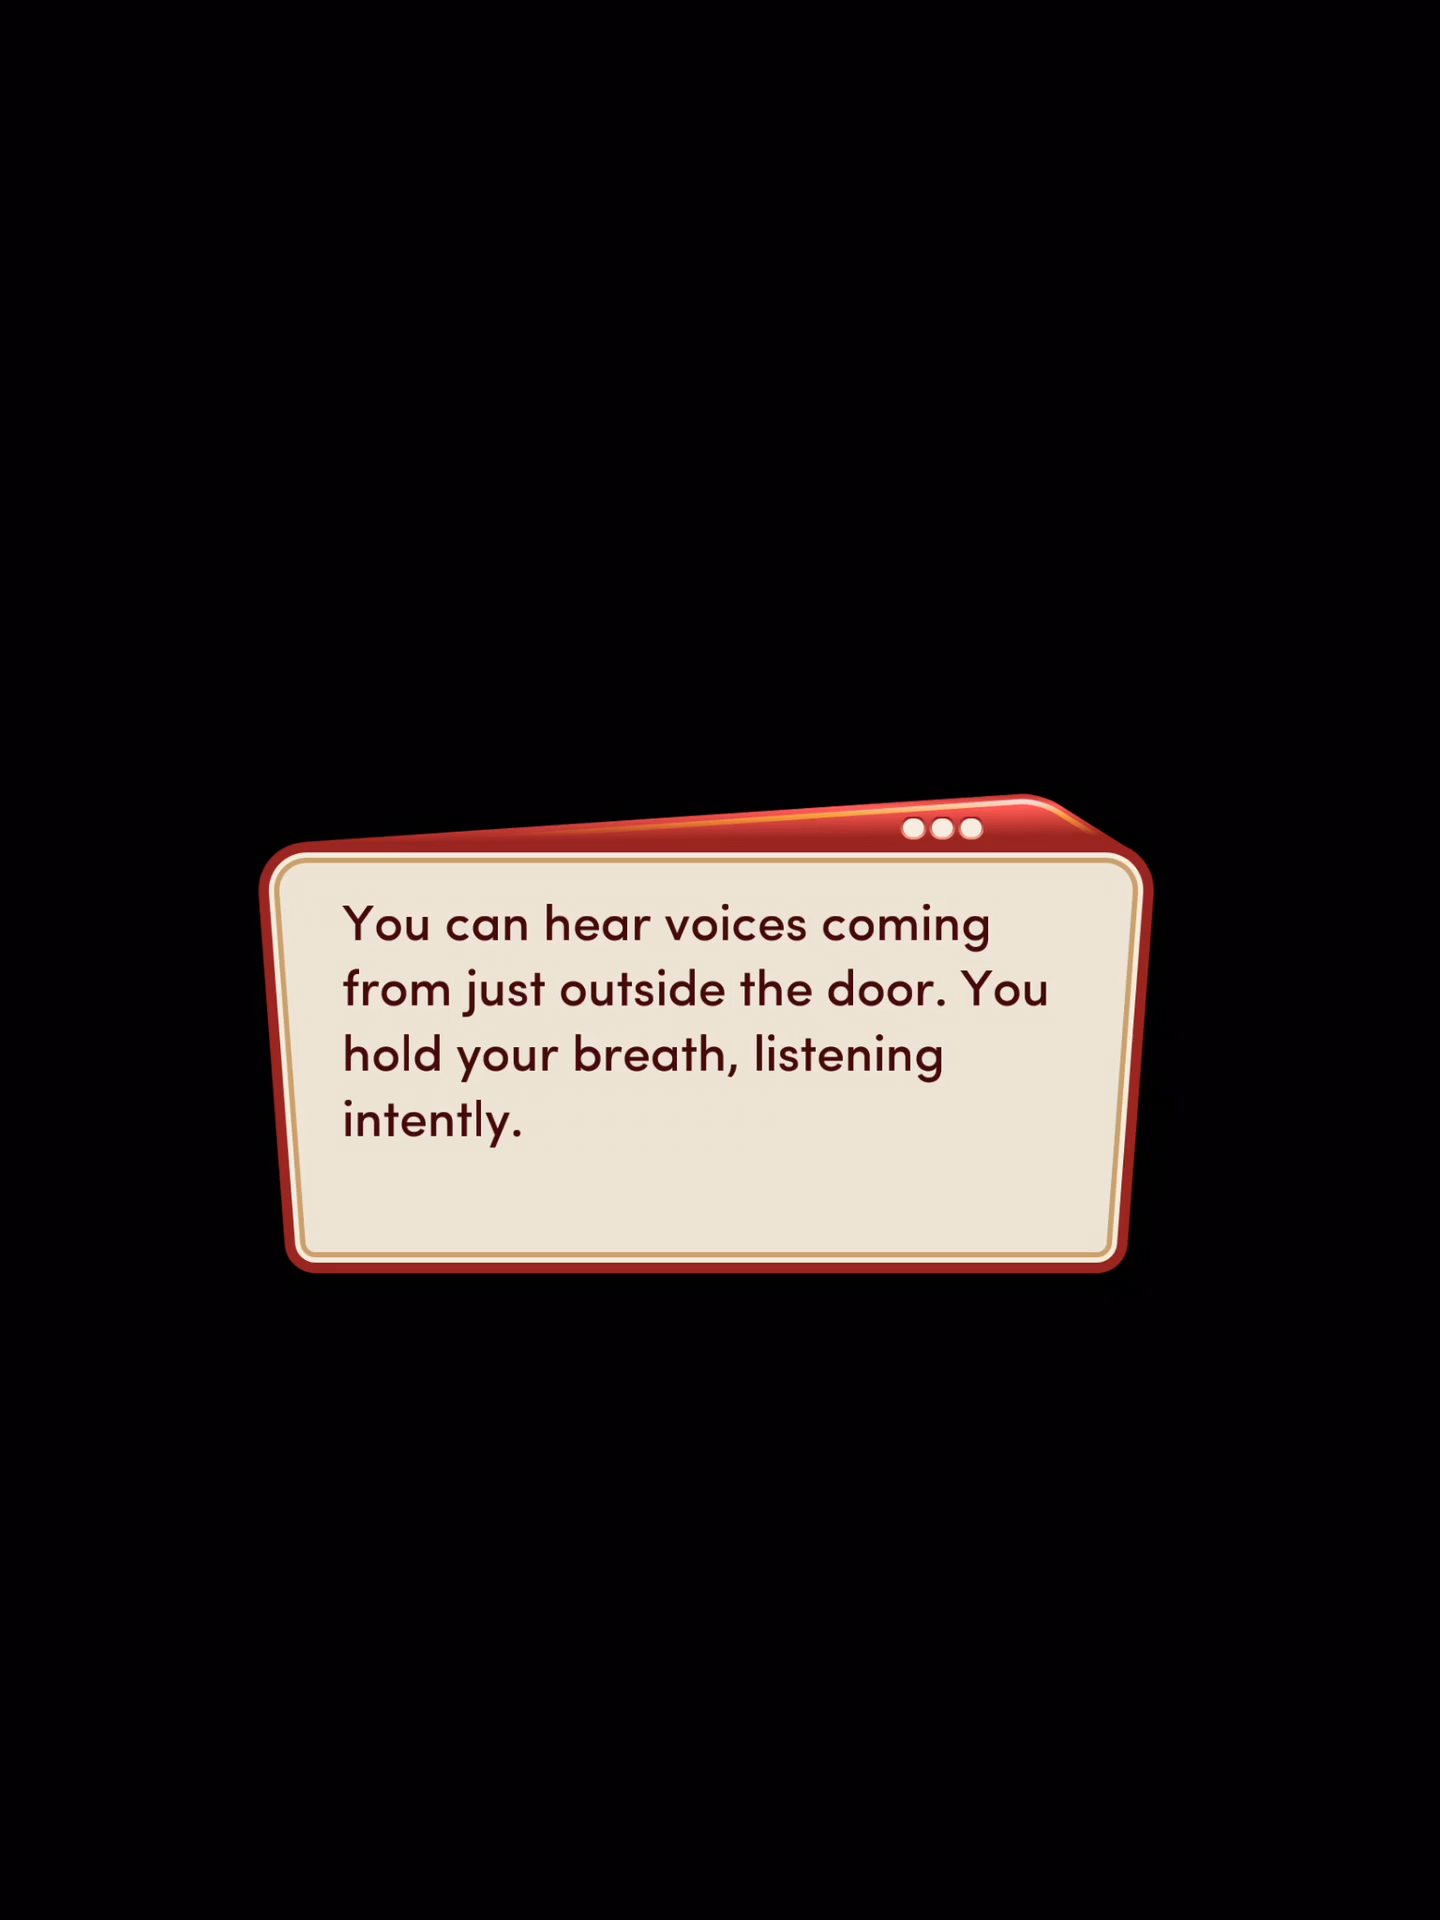 You can hear voices coming
from just outside the door. You
hold your breath, listening
intently.